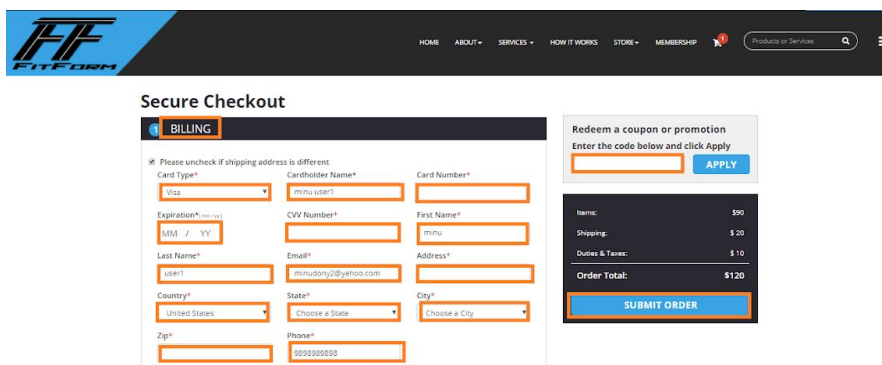 FF
FITFORM
HOME ABOUT SERVICES HOW IT WORKS STORE MEMBERSHIP 1 Products or Services
Secure Checkout
1 BILLING
Please uncheck if shipping address is different
Card Type* Cardholder Name* Card Number*
Visa minu user1
Expiration*(mm / yy) CVV Number* First Name*
MM / YY minu
Last Name* Email* Address*
user1 minudony2@yahoo.com
Country* State* City*
United States Choose a State Choose a City
Zip* Phone*
9898989898
Redeem a coupon or promotion
Enter the code below and click Apply
APPLY
Items: $90
Shipping: $ 20
Duties & Taxes: $ 10
Order Total: $120
SUBMIT ORDER